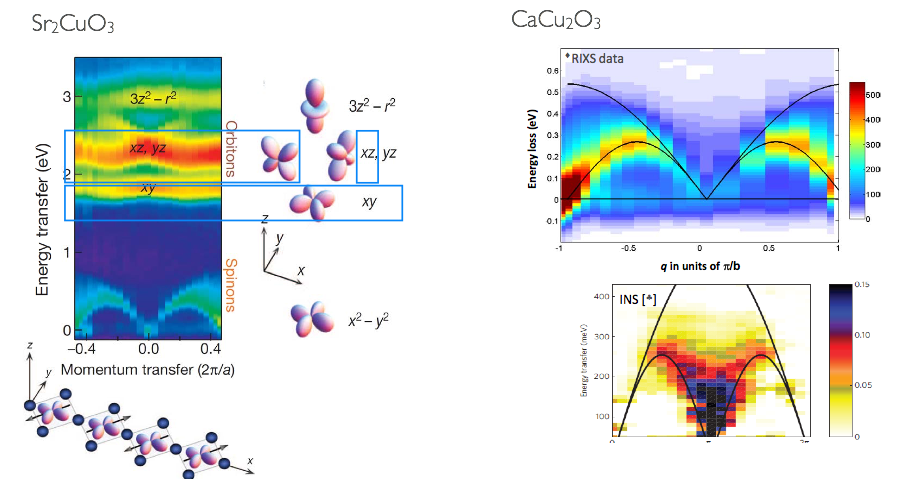 Sr₂CuO₃
CaCu₂O₃
Energy transfer (eV)
3
2
1
0
3z² – r²
xz, yz
xy
Orbitons
Spinons
−0.4
0.0
0.4
Momentum transfer (2π/a)
3z² – r²
xz, yz
xy
x² – y²
z
y
x
z
y
x
*RIXS data
Energy loss (eV)
0.6
0.5
0.4
0.3
0.2
0.1
0
-0.1
-1
-0.5
0
0.5
1
q in units of π/b
600
400
300
200
100
0
INS [*]
Energy transfer (meV)
400
300
200
100
0
π
2π
0.15
0.10
0.05
0